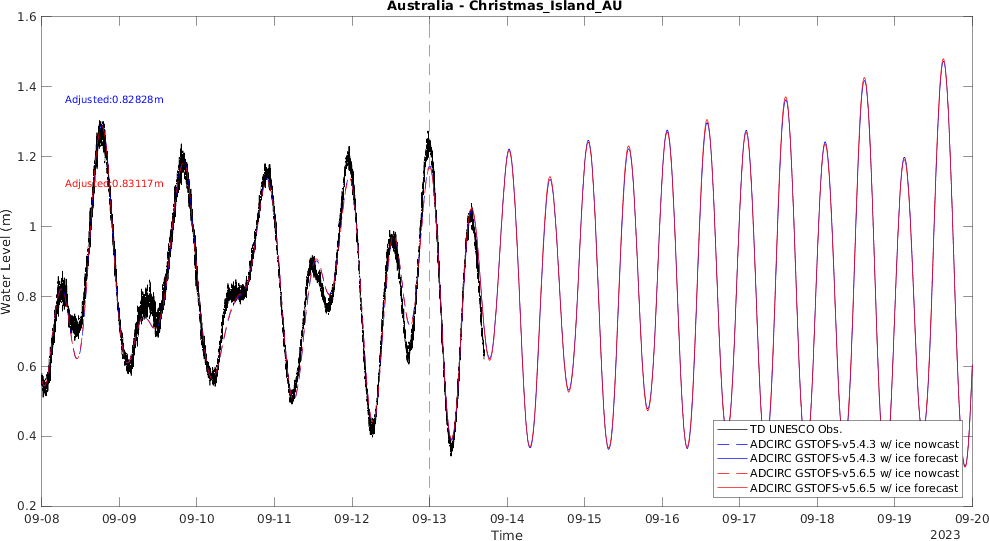 Australia - Christmas_Island_AU
1.6
1.4
1.2
1
0.8
0.6
0.4
0.2
Water Level (m)
Adjusted:0.82828m
Adjusted:0.83117m
TD UNESCO Obs.
ADCIRC GSTOFS-v5.4.3 w/ ice nowcast
ADCIRC GSTOFS-v5.4.3 w/ ice forecast
ADCIRC GSTOFS-v5.6.5 w/ ice nowcast
ADCIRC GSTOFS-v5.6.5 w/ ice forecast
09-08 09-09 09-10 09-11 09-12 09-13 09-14 09-15 09-16 09-17 09-18 09-19 09-20
Time
2023